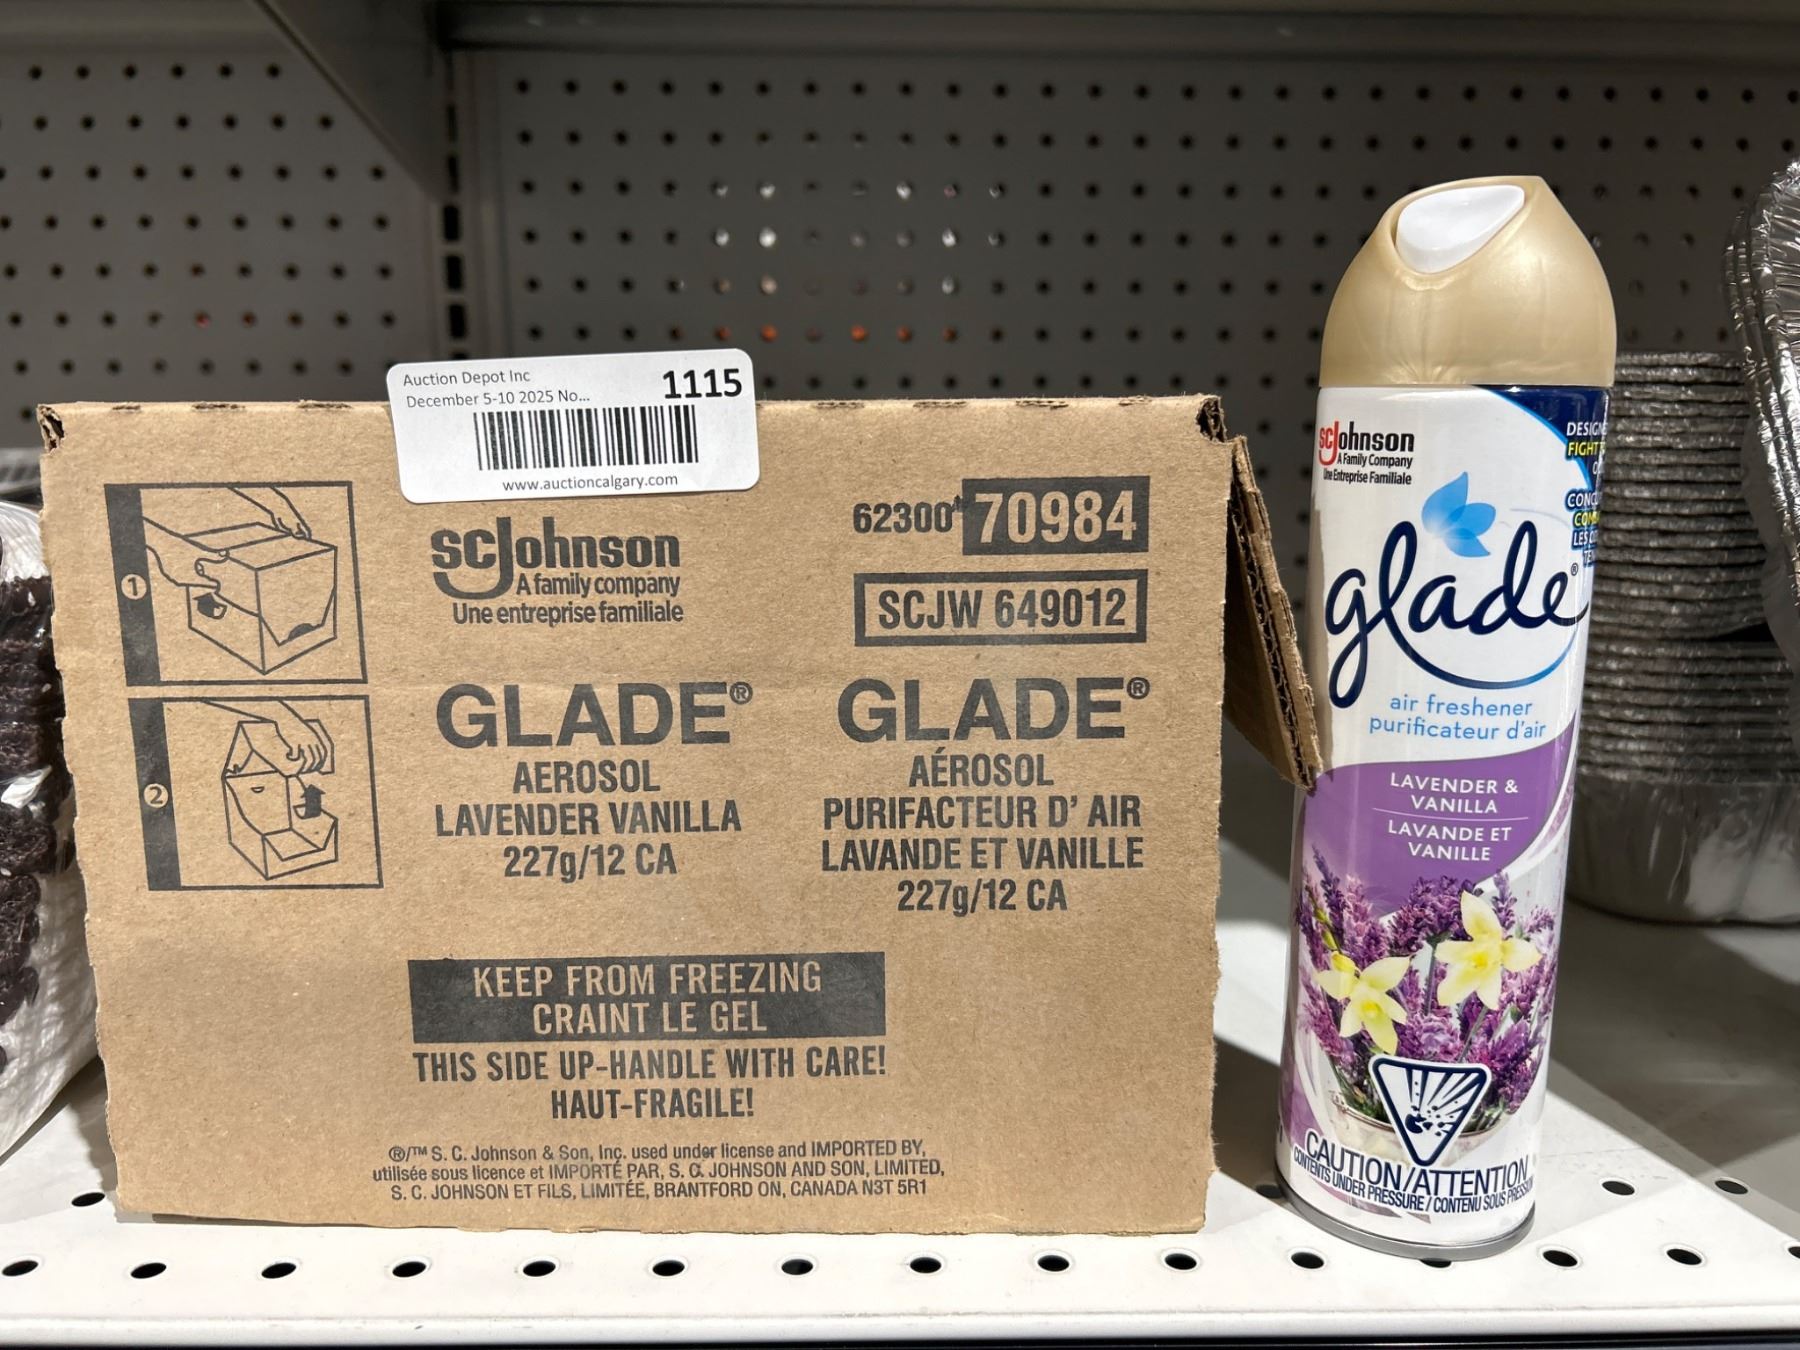 Auction Depot Inc
December 5-10 2025 No...
1115
www.auctioncalgary.com
1
2
scJohnson
A family company
Une entreprise familiale
62300 70984
SCJW 649012
GLADE®
AEROSOL
LAVENDER VANILLA
227g/12 CA
GLADE®
AÉROSOL
PURIFACTEUR D' AIR
LAVANDE ET VANILLE
227g/12 CA
KEEP FROM FREEZING
CRAINT LE GEL
THIS SIDE UP-HANDLE WITH CARE!
HAUT-FRAGILE!
®/™ S. C. Johnson & Son, Inc. used under license and IMPORTED BY,
utilisée sous licence et IMPORTÉ PAR, S. C. JOHNSON AND SON, LIMITED,
S. C. JOHNSON ET FILS, LIMITÉE, BRANTFORD ON, CANADA N3T 5R1
scJohnson
A Family Company
Une Entreprise Familiale
FIGHT
glade®
air freshener
purificateur d'air
LAVENDER &
VANILLA
LAVANDE ET
VANILLE
CAUTION/ATTENTION
CONTENTS UNDER PRESSURE/CONTENU SOUS PRESSION